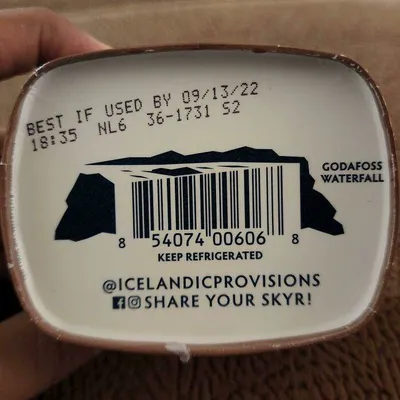 BEST IF USED BY 09/13/22
18:35 NL6 36-1731 S2
GODAFOSS
WATERFALL
8 54074 00606 8
KEEP REFRIGERATED
@ICELANDICPROVISIONS
SHARE YOUR SKYR!